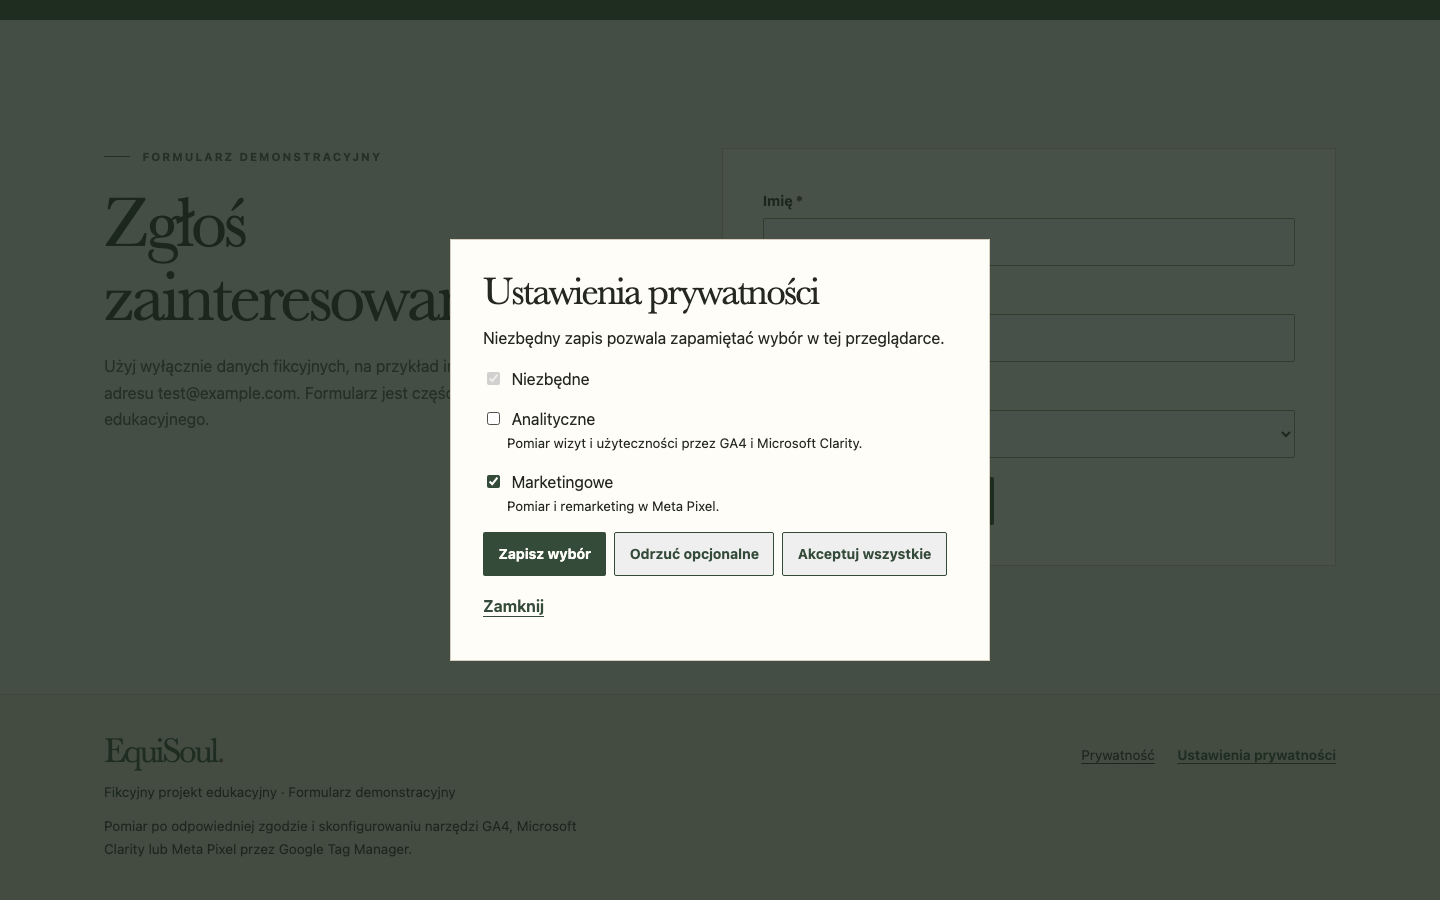 FORMULARZ DEMONSTRACYJNY
Zgłoś
Imię *
Użyj wyłącznie danych fikcyjnych, na przykład
adresu test@example.com. Formularz jest
edukacyjnego.
Ustawienia prywatności
Niezbędny zapis pozwala zapamiętać wybór w tej przeglądarce.
Niezbędne
Analityczne
Pomiar wizyt i użyteczności przez GA4 i Microsoft Clarity.
Marketingowe
Pomiar i remarketing w Meta Pixel.
Zapisz wybór Odrzuć opcjonalne Akceptuj wszystkie
Zamknij
EquiSoul.
Prywatność Ustawienia prywatności
Fikcyjny projekt edukacyjny · Formularz demonstracyjny
Pomiar po odpowiedniej zgodzie i skonfigurowaniu narzędzi GA4, Microsoft
Clarity lub Meta Pixel przez Google Tag Manager.